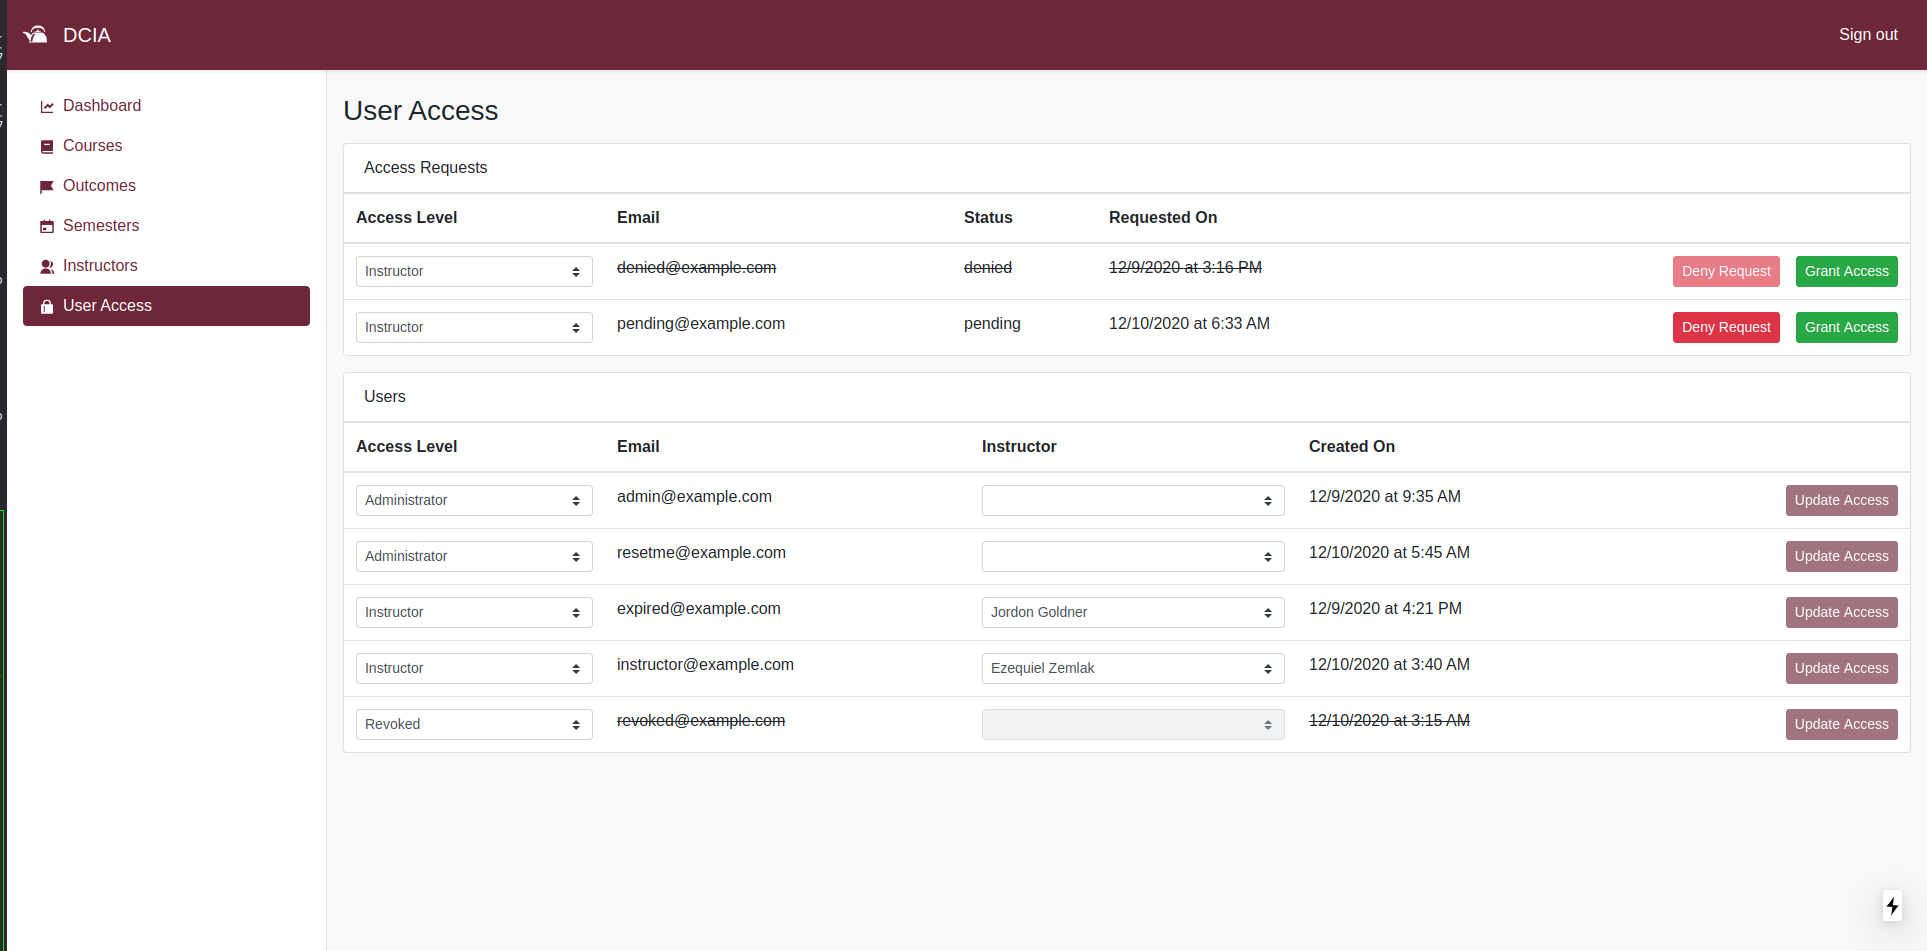 DCIA
Sign out
Dashboard
Courses
Outcomes
Semesters
Instructors
User Access
User Access
Access Requests
Access Level Email Status Requested On
Instructor denied@example.com denied 12/9/2020 at 3:16 PM Deny Request Grant Access
Instructor pending@example.com pending 12/10/2020 at 6:33 AM Deny Request Grant Access
Users
Access Level Email Instructor Created On
Administrator admin@example.com 12/9/2020 at 9:35 AM Update Access
Administrator resetme@example.com 12/10/2020 at 5:45 AM Update Access
Instructor expired@example.com Jordon Goldner 12/9/2020 at 4:21 PM Update Access
Instructor instructor@example.com Ezequiel Zemlak 12/10/2020 at 3:40 AM Update Access
Revoked revoked@example.com 12/10/2020 at 3:15 AM Update Access